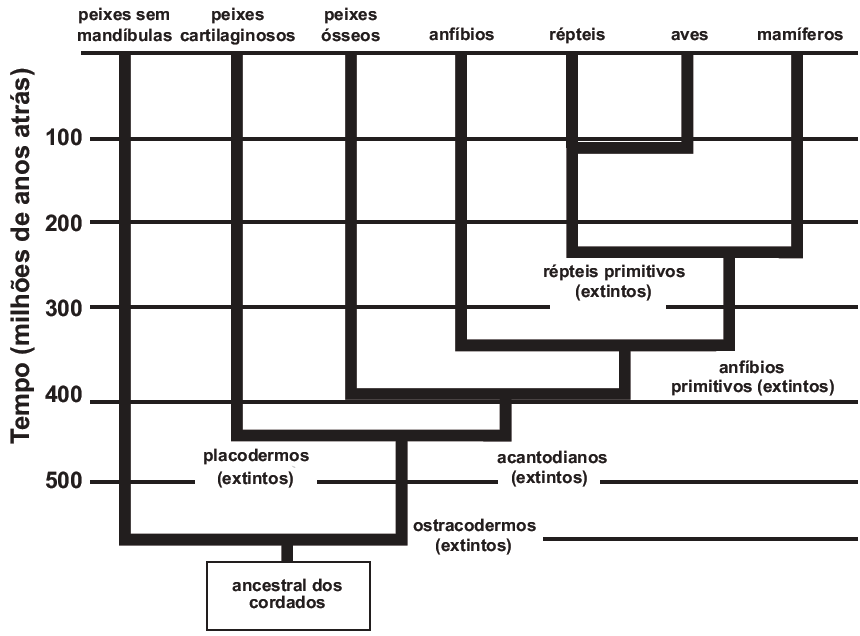 peixes sem
mandíbulas
peixes
cartilaginosos
peixes
ósseos
anfíbios
répteis
aves
mamíferos
Tempo (milhões de anos atrás)
100
200
répteis primitivos
(extintos)
300
anfíbios
primitivos (extintos)
400
placodermos
(extintos)
acantodianos
(extintos)
500
ostracodermos
(extintos)
ancestral dos
cordados